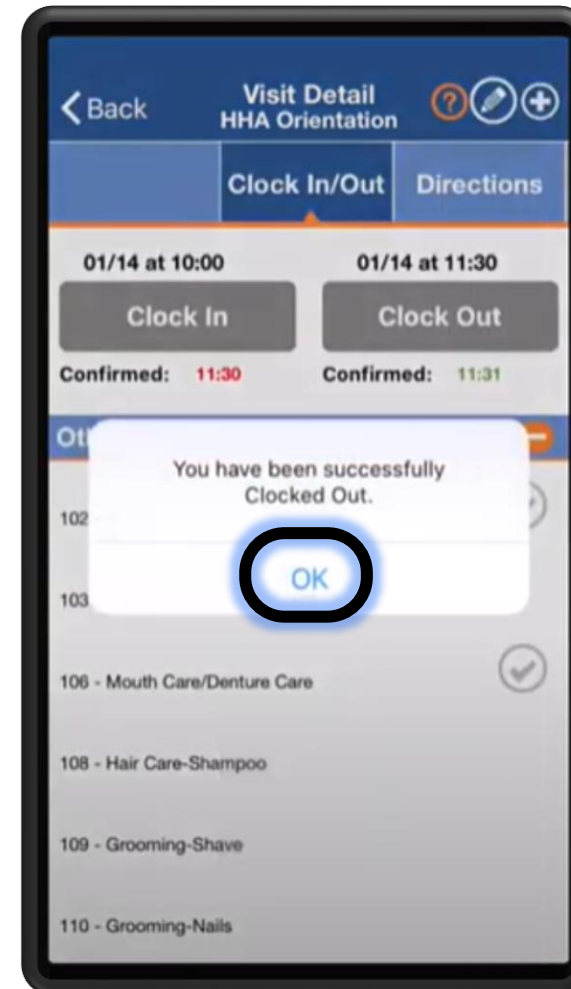 Back
Visit Detail
HHA Orientation
?
Clock In/Out
Directions
01/14 at 10:00
01/14 at 11:30
Clock In
Clock Out
Confirmed: 11:30
Confirmed: 11:31
You have been successfully
Clocked Out.
102
OK
103
106 - Mouth Care/Denture Care
108 - Hair Care-Shampoo
109 - Grooming-Shave
110 - Grooming-Nails